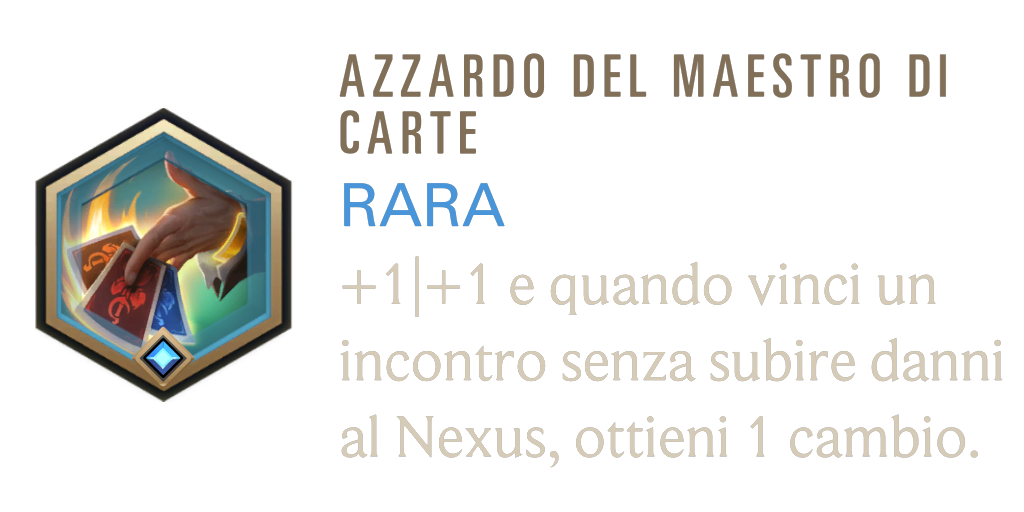 AZZARDO DEL MAESTRO DI
CARTE
RARA
+1|+1 e quando vinci un
incontro senza subire danni
al Nexus, ottieni 1 cambio.